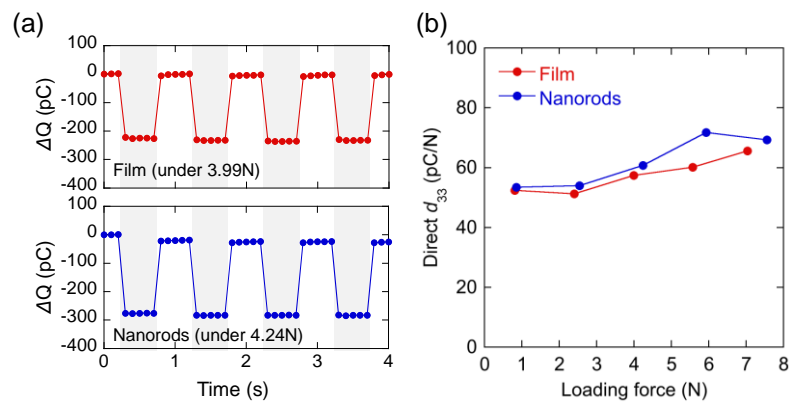 (a)
100
0
-100
-200
-300
-400
ΔQ (pC)
Film (under 3.99N)
100
0
-100
-200
-300
-400
ΔQ (pC)
Nanorods (under 4.24N)
0 1 2 3 4
Time (s)
(b)
100
80
60
40
20
0
Direct d33 (pC/N)
Film
Nanorods
0 1 2 3 4 5 6 7 8
Loading force (N)